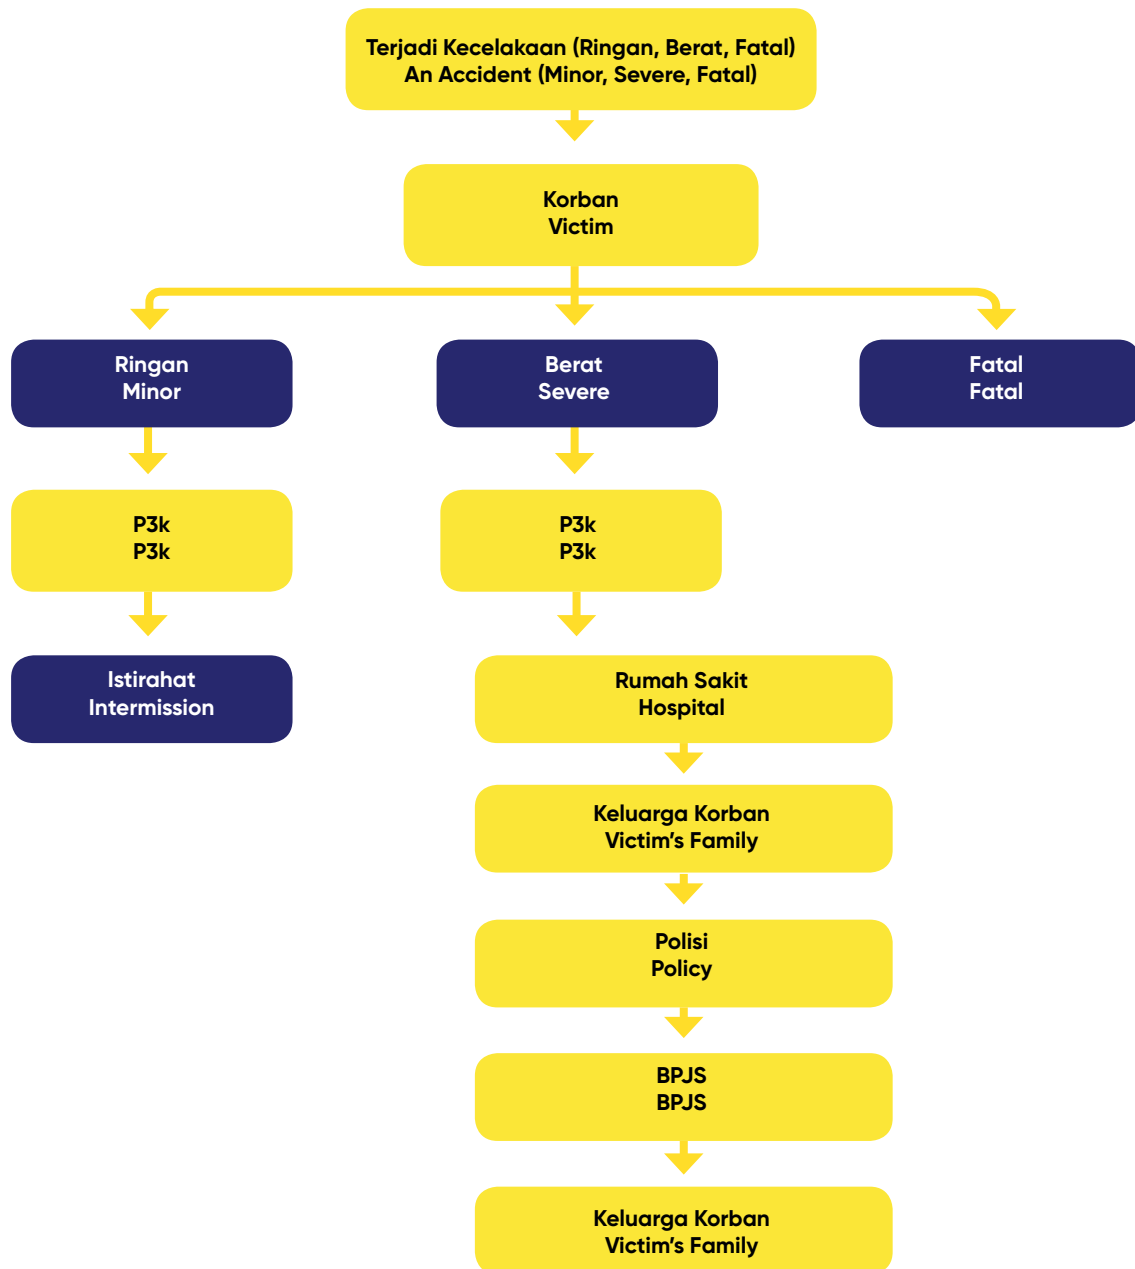 Terjadi Kecelakaan (Ringan, Berat, Fatal)
An Accident (Minor, Severe, Fatal)
Korban
Victim
Ringan
Minor
Berat
Severe
Fatal
Fatal
P3k
P3k
P3k
P3k
Istirahat
Intermission
Rumah Sakit
Hospital
Keluarga Korban
Victim’s Family
Polisi
Policy
BPJS
BPJS
Keluarga Korban
Victim’s Family